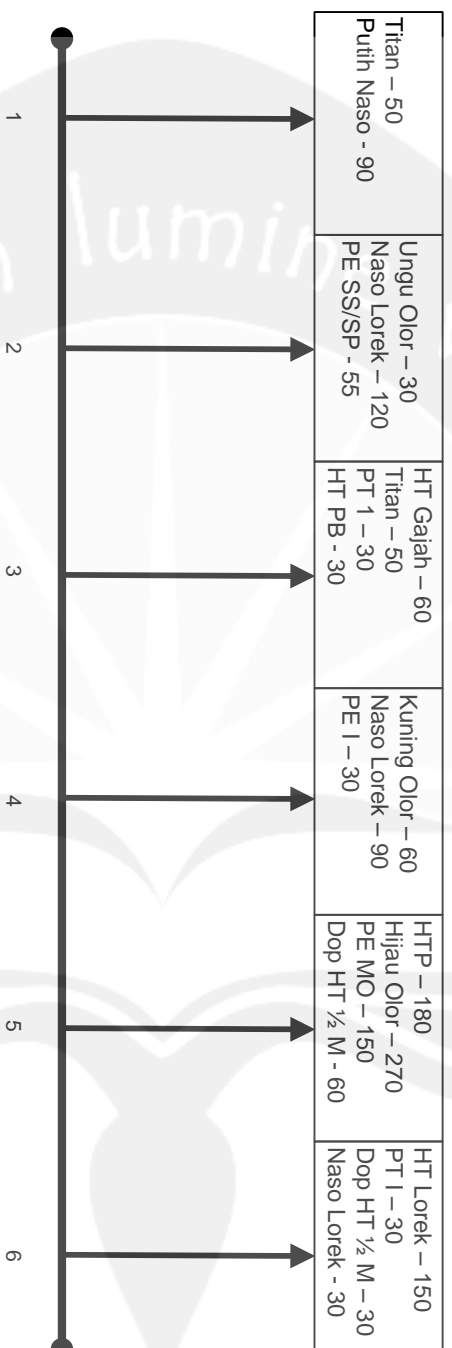 Titan – 50
Putih Naso - 90
Ungu Olor – 30
Naso Lorek – 120
PE SS/SP - 55
HT Gajah – 60
Titan – 50
PT 1 – 30
HT PB - 30
Kuning Olor – 60
Naso Lorek – 90
PE I – 30
HTP – 180
Hijau Olor – 270
PE MO – 150
Dop HT ½ M - 60
HT Lorek – 150
PT I – 30
Dop HT ½ M – 30
Naso Lorek - 30
1
2
3
4
5
6
lumine